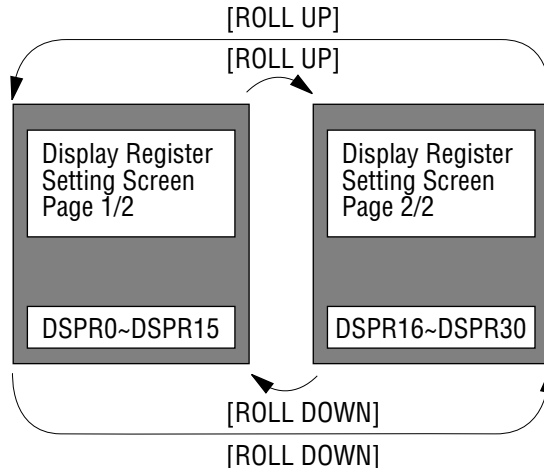 [ROLL UP]
[ROLL UP]
Display Register
Setting Screen
Page 1/2
DSPR0~DSPR15
Display Register
Setting Screen
Page 2/2
DSPR16~DSPR30
[ROLL DOWN]
[ROLL DOWN]